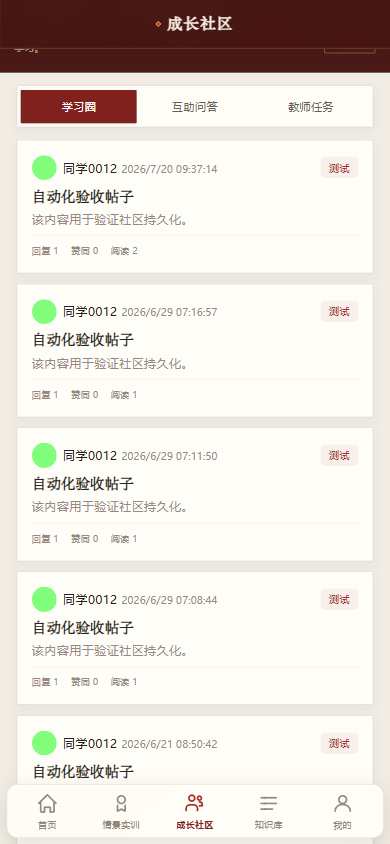 成长社区
学习。
学习圈
互助问答
教师任务
同学0012 2026/7/20 09:37:14
测试
自动化验收帖子
该内容用于验证社区持久化。
回复 1 赞同 0 阅读 2
同学0012 2026/6/29 07:16:57
测试
自动化验收帖子
该内容用于验证社区持久化。
回复 1 赞同 0 阅读 1
同学0012 2026/6/29 07:11:50
测试
自动化验收帖子
该内容用于验证社区持久化。
回复 1 赞同 0 阅读 1
同学0012 2026/6/29 07:08:44
测试
自动化验收帖子
该内容用于验证社区持久化。
回复 1 赞同 0 阅读 1
同学0012 2026/6/21 08:50:42
测试
自动化验收帖子
首页
情景实训
成长社区
知识库
我的